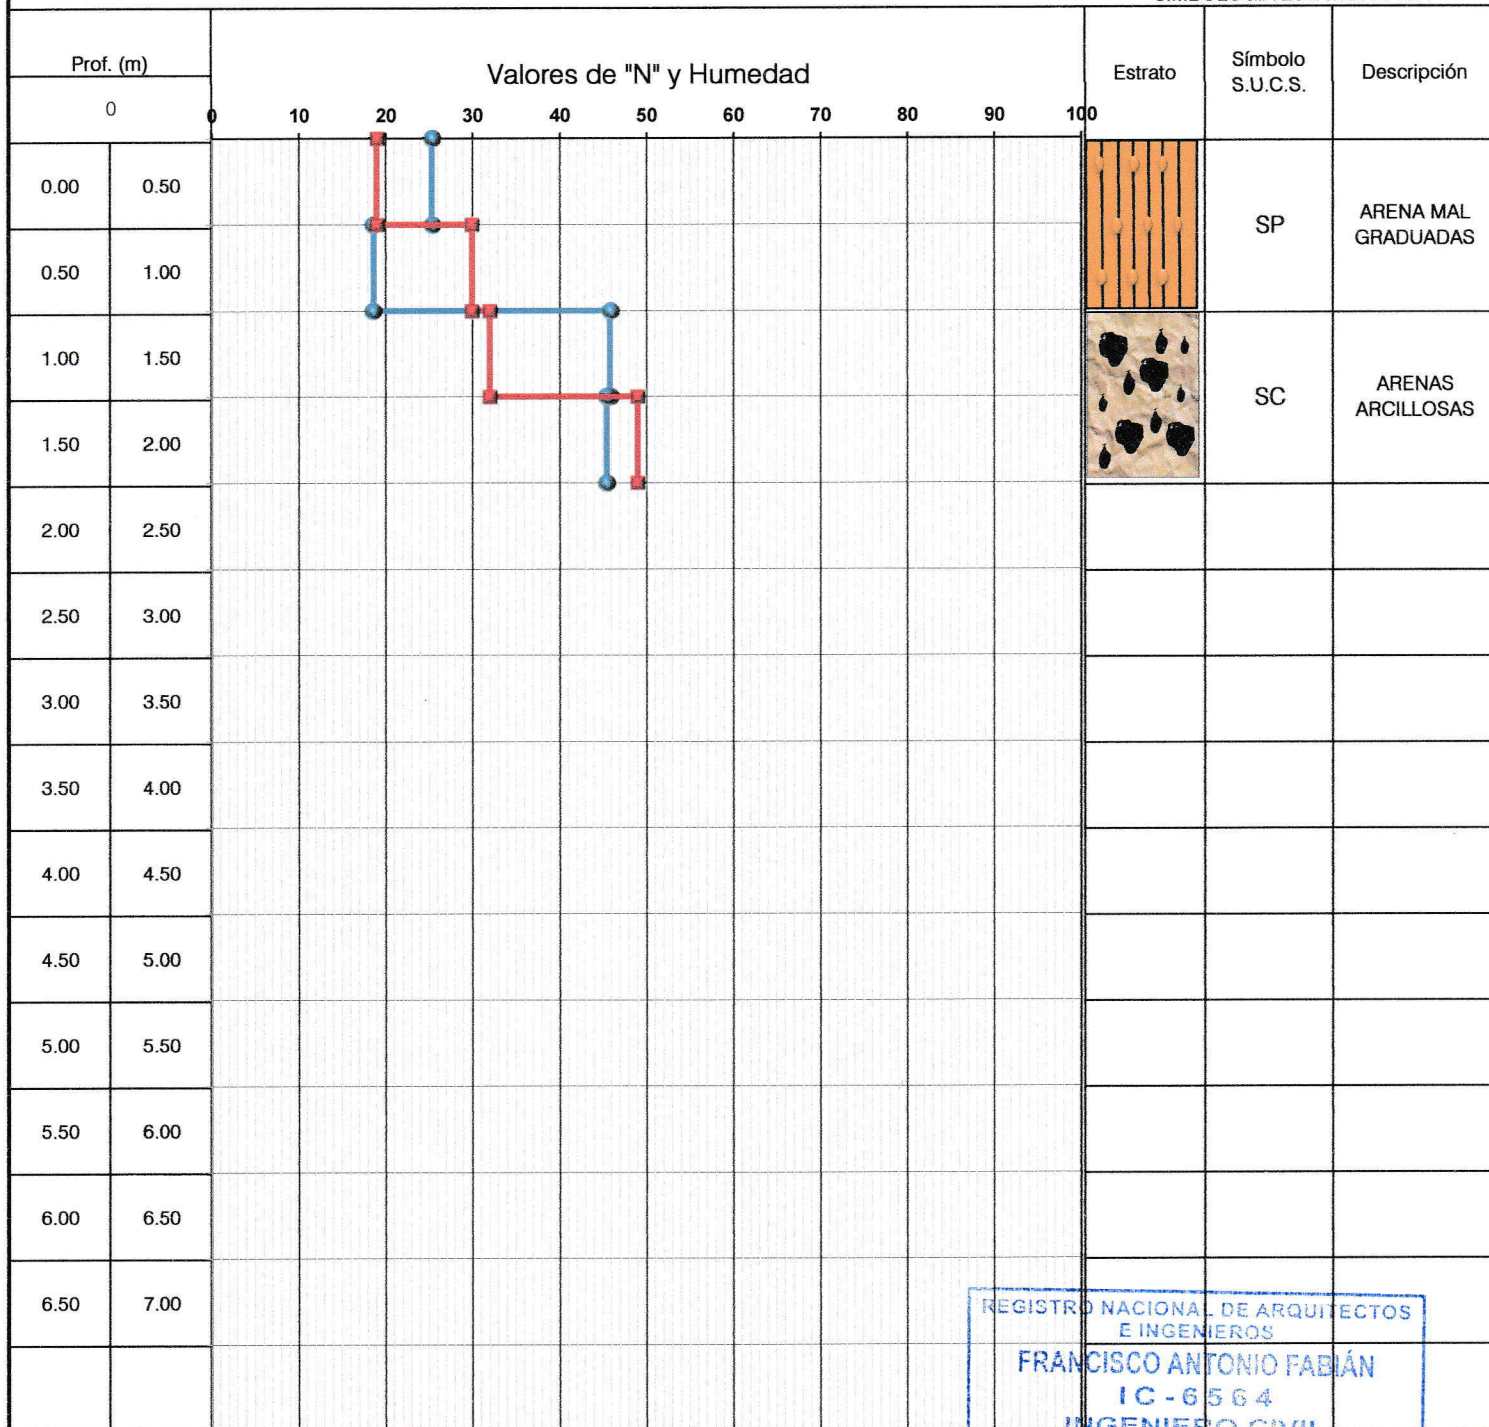 Prof. (m)
0
Valores de "N" y Humedad
0 10 20 30 40 50 60 70 80 90 100
Estrato
Símbolo
S.U.C.S.
Descripción
0.00 0.50
0.50 1.00
SP
ARENA MAL
GRADUADAS
1.00 1.50
1.50 2.00
SC
ARENAS
ARCILLOSAS
2.00 2.50
2.50 3.00
3.00 3.50
3.50 4.00
4.00 4.50
4.50 5.00
5.00 5.50
5.50 6.00
6.00 6.50
6.50 7.00
REGISTRO NACIONAL DE ARQUITECTOS
E INGENIEROS
FRANCISCO ANTONIO FABIÁN
IC-6564
INGENIERO CIVIL